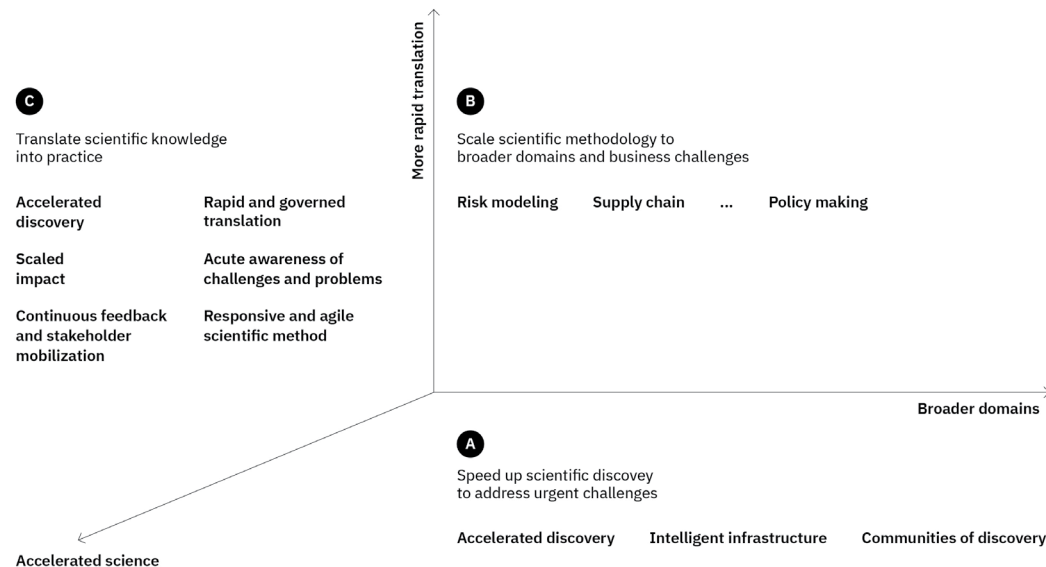 More rapid translation
C
Translate scientific knowledge
into practice
Accelerated
discovery
Rapid and governed
translation
Scaled
impact
Acute awareness of
challenges and problems
Continuous feedback
and stakeholder
mobilization
Responsive and agile
scientific method
B
Scale scientific methodology to
broader domains and business challenges
Risk modeling
Supply chain
...
Policy making
Broader domains
A
Speed up scientific discovey
to address urgent challenges
Accelerated discovery
Intelligent infrastructure
Communities of discovery
Accelerated science